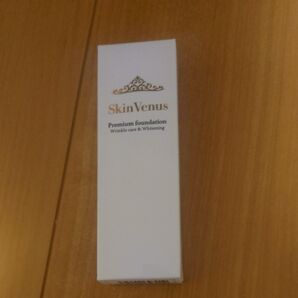 SkinVenus
Premium foundation
Wrinkle care & Whitening